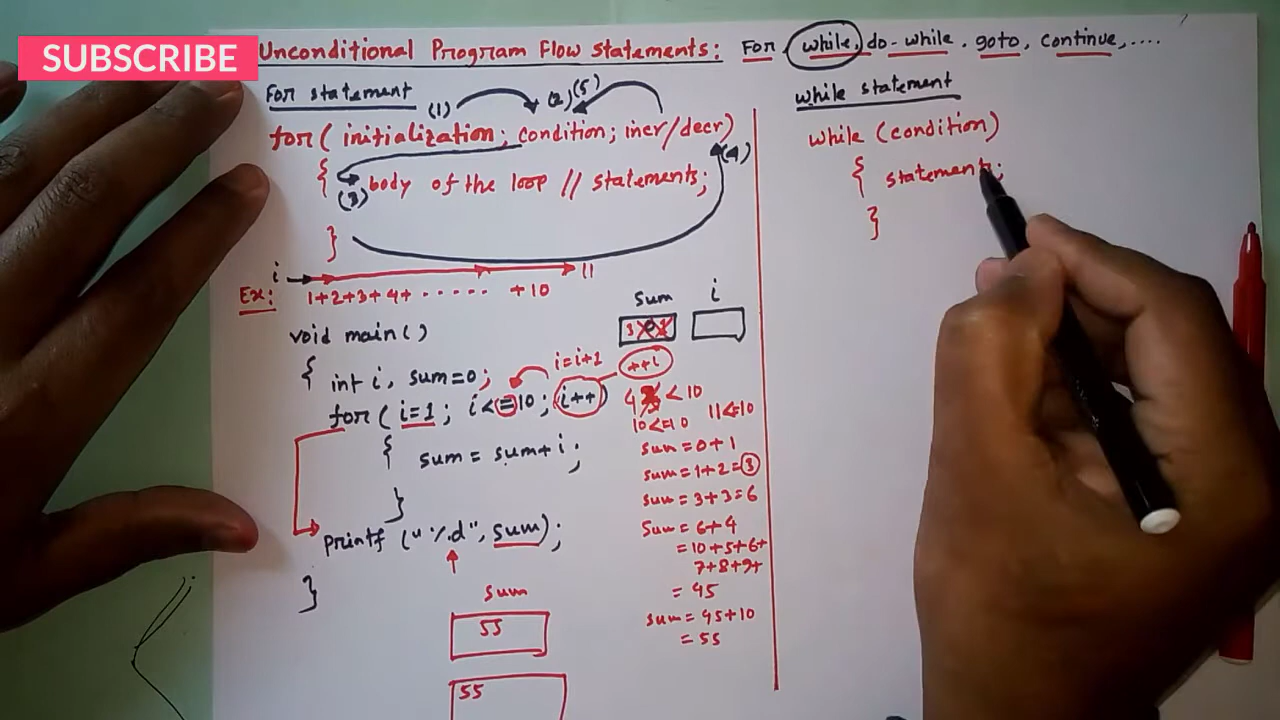 SUBSCRIBE
Unconditional Program Flow statements: For, while, do-while, goto, continue, ....
For statement
(1) (2) (5)
for( initialization; condition; incr/decr)
(4)
{
(3) body of the loop // statements;
}
i 11
Ex: 1+2+3+4+ ...... +10
void main()
{ int i, sum=0;
i=i+1
++i
for( i=1; i<=10; i++)
{
sum = sum+i;
}
printf ("%d", sum);
}
sum
55
55
sum i
3 0 1
4 < 10
10<=10 11<=10
sum = 0+1
sum = 1+2=3
sum = 3+3=6
sum = 6+4
= 10+5+6+
7+8+9+
= 45
sum = 45+10
= 55
while statement
while (condition)
{ statements;
}